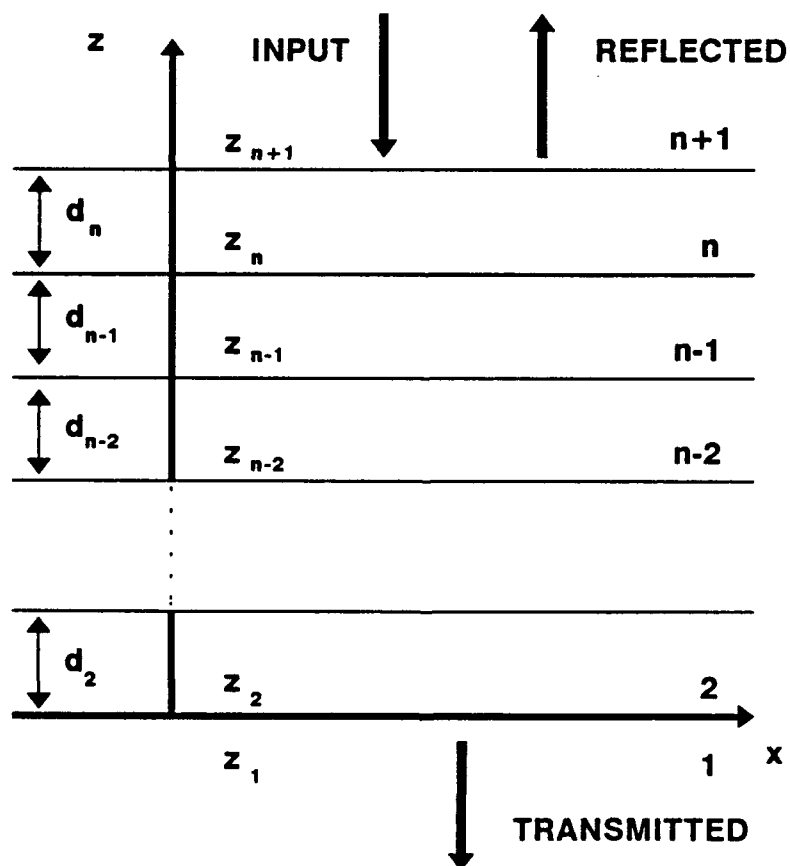 z INPUT REFLECTED
z n+1 n+1
d n
z n n
d n-1
z n-1 n-1
d n-2
z n-2 n-2
d 2
z 2 2
z 1 1 x
TRANSMITTED